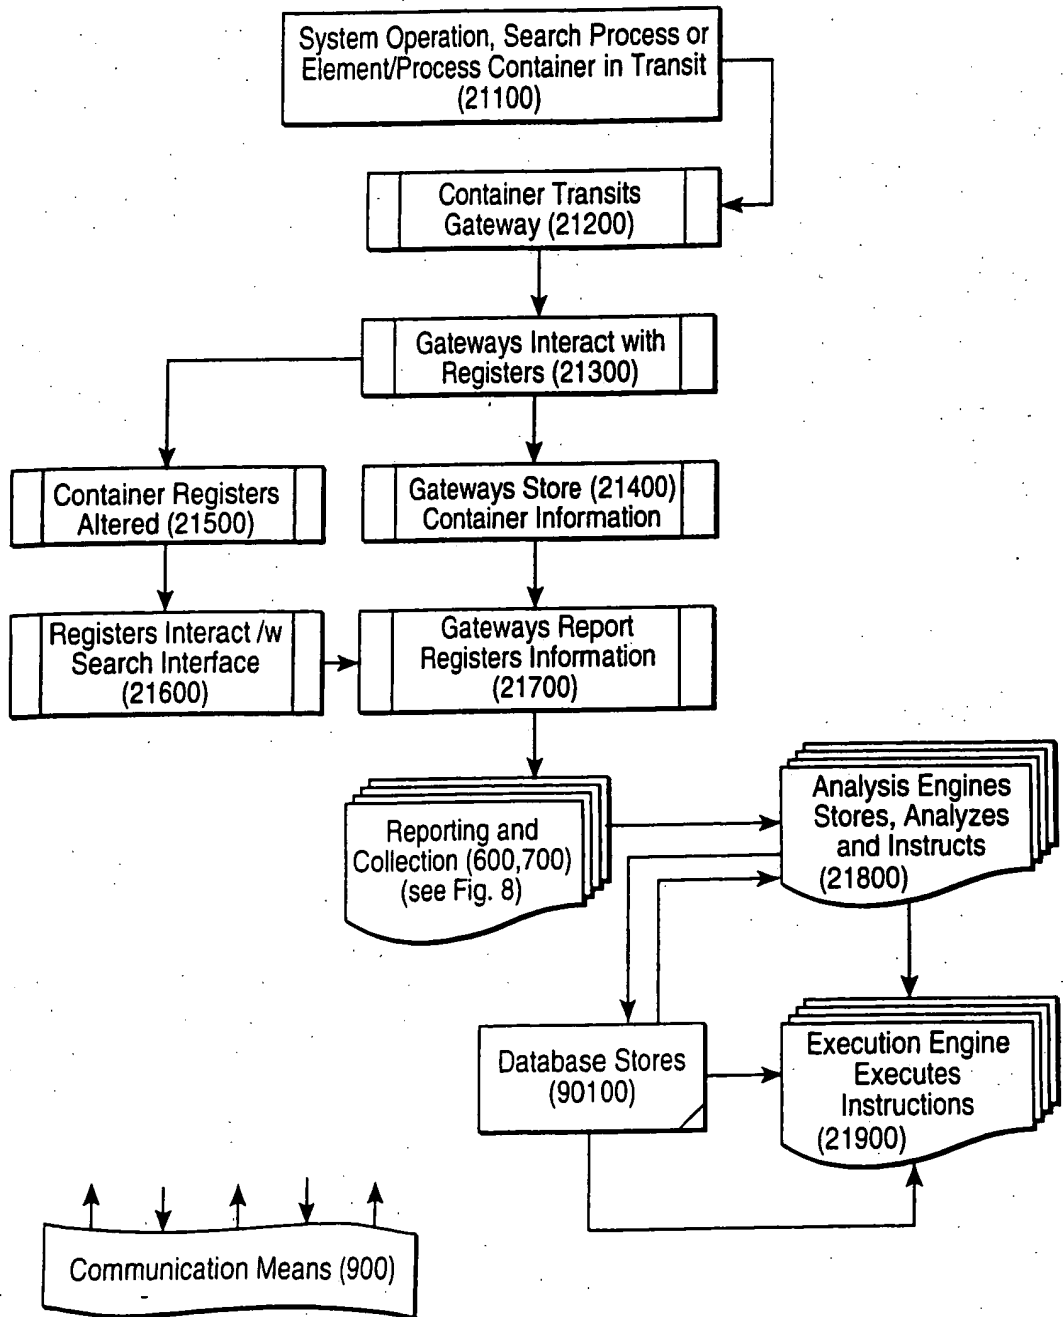 System Operation, Search Process or
Element/Process Container in Transit
(21100)
Container Transits
Gateway (21200)
Gateways Interact with
Registers (21300)
Container Registers
Altered (21500)
Gateways Store (21400)
Container Information
Registers Interact /w
Search Interface
(21600)
Gateways Report
Registers Information
(21700)
Reporting and
Collection (600,700)
(see Fig. 8)
Analysis Engines
Stores, Analyzes
and Instructs
(21800)
Database Stores
(90100)
Execution Engine
Executes
Instructions
(21900)
Communication Means (900)